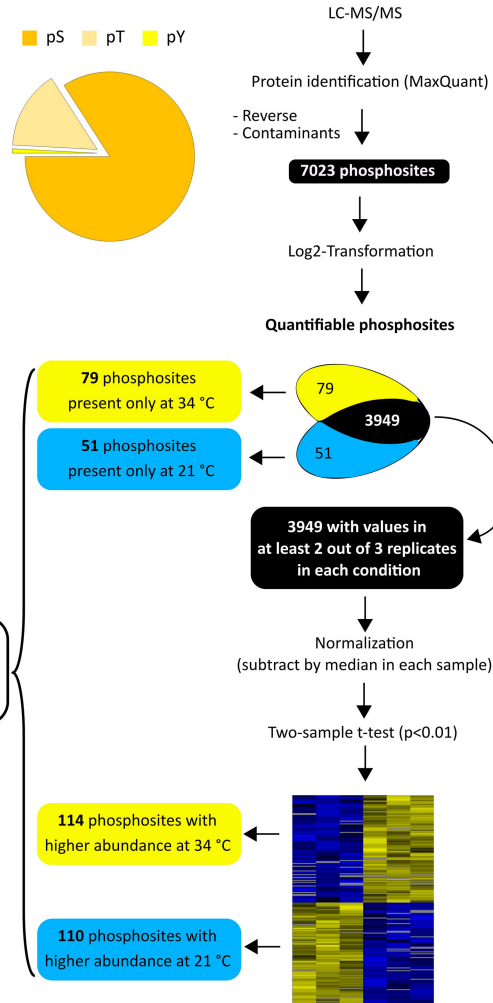 pS pT pY
LC-MS/MS
Protein identification (MaxQuant)
- Reverse
- Contaminants
7023 phosphosites
Log2-Transformation
Quantifiable phosphosites
79 phosphosites
present only at 34 °C
79
3949
51 phosphosites
present only at 21 °C
51
3949 with values in
at least 2 out of 3 replicates
in each condition
Normalization
(subtract by median in each sample)
Two-sample t-test (p<0.01)
114 phosphosites with
higher abundance at 34 °C
110 phosphosites with
higher abundance at 21 °C